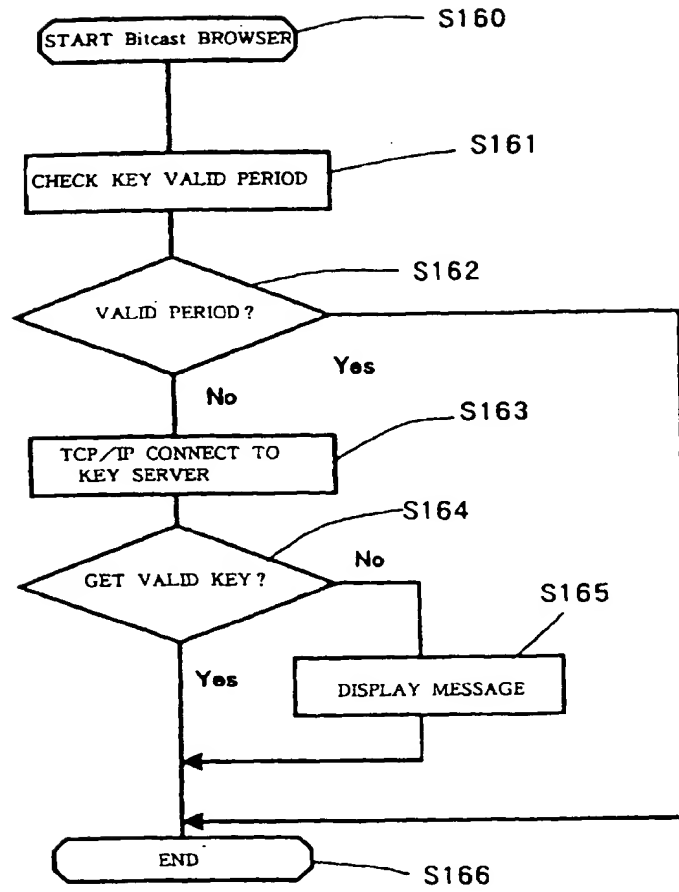 S160
START Bitcast BROWSER
S161
CHECK KEY VALID PERIOD
S162
VALID PERIOD?
Yes
No
S163
TCP/IP CONNECT TO
KEY SERVER
S164
GET VALID KEY?
No
S165
Yes
DISPLAY MESSAGE
END
S166